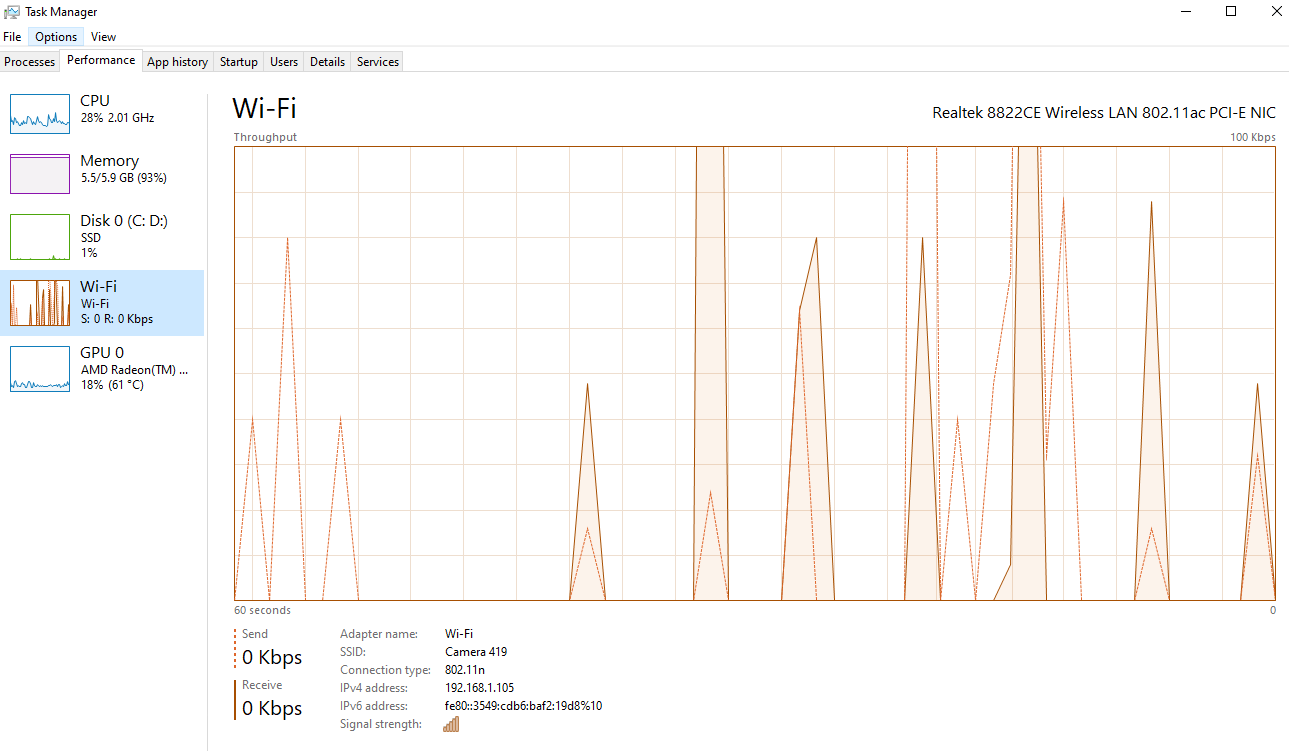 Task Manager
File Options View
Processes Performance App history Startup Users Details Services
CPU
28% 2.01 GHz
Memory
5.5/5.9 GB (93%)
Disk 0 (C: D:)
SSD
1%
Wi-Fi
Wi-Fi
S: 0 R: 0 Kbps
GPU 0
AMD Radeon(TM) ...
18% (61 °C)
Wi-Fi
Realtek 8822CE Wireless LAN 802.11ac PCI-E NIC
Throughput
100 Kbps
60 seconds
0
Send
0 Kbps
Receive
0 Kbps
Adapter name: Wi-Fi
SSID: Camera 419
Connection type: 802.11n
IPv4 address: 192.168.1.105
IPv6 address: fe80::3549:cdb6:baf2:19d8%10
Signal strength: